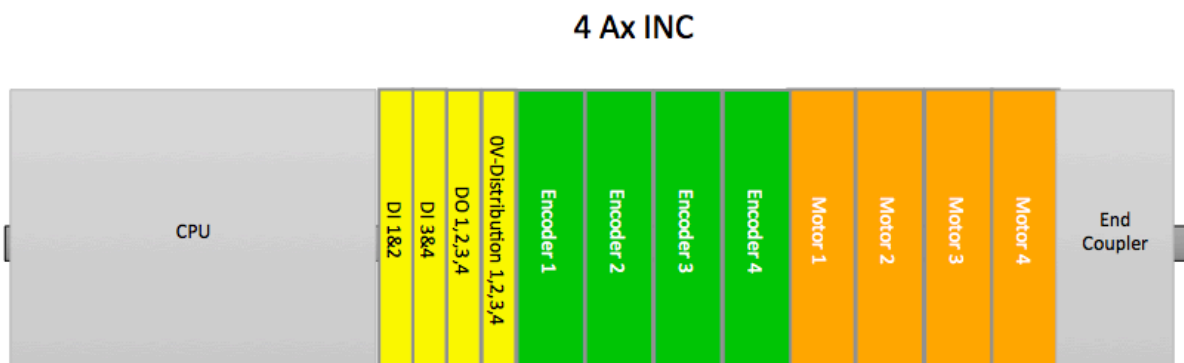 4 Ax INC
CPU
DI 1&2
DI 3&4
DO 1,2,3,4
0V-Distribution 1,2,3,4
Encoder 1
Encoder 2
Encoder 3
Encoder 4
Motor 1
Motor 2
Motor 3
Motor 4
End
Coupler